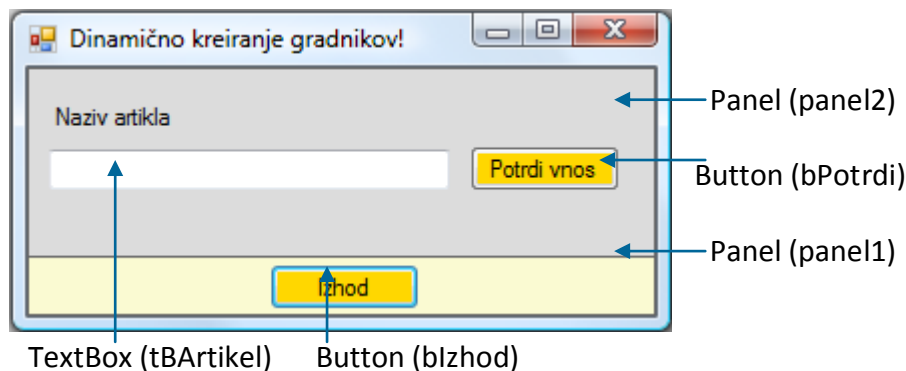 Dinamično kreiranje gradnikov!
Panel (panel2)
Naziv artikla
Potrdi vnos
Button (bPotrdi)
Panel (panel1)
Izhod
TextBox (tBArtikel) Button (bIzhod)